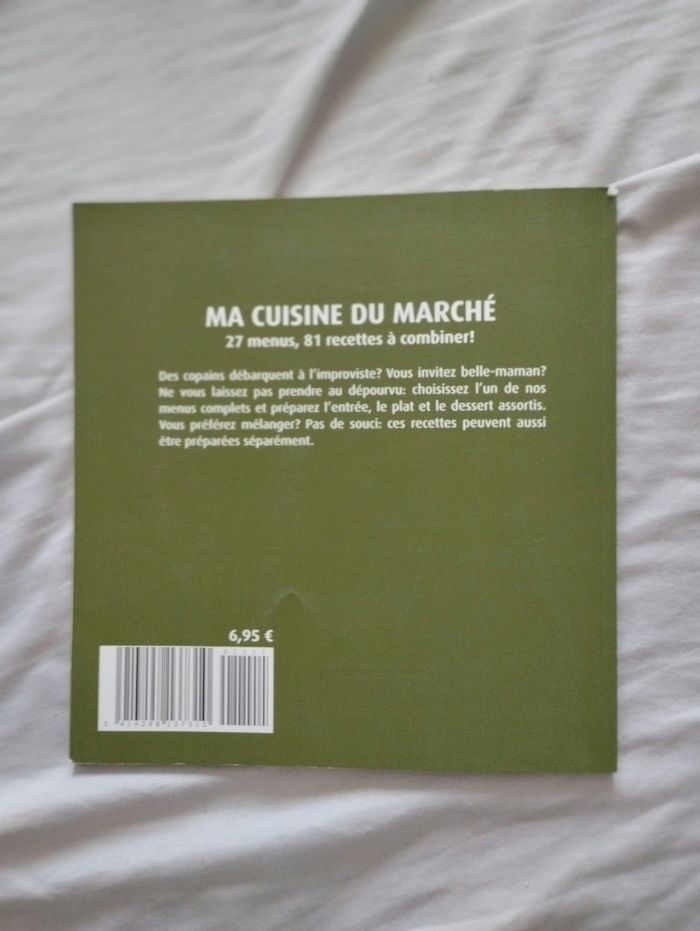 MA CUISINE DU MARCHÉ
27 menus, 81 recettes à combiner!
Des copains débarquent à l'improviste? Vous invitez belle-maman?
Ne vous laissez pas prendre au dépourvu: choisissez l'un de nos
menus complets et préparez l'entrée, le plat et le dessert assortis.
Vous préférez mélanger? Pas de souci: ces recettes peuvent aussi
être préparées séparément.
6,95 €